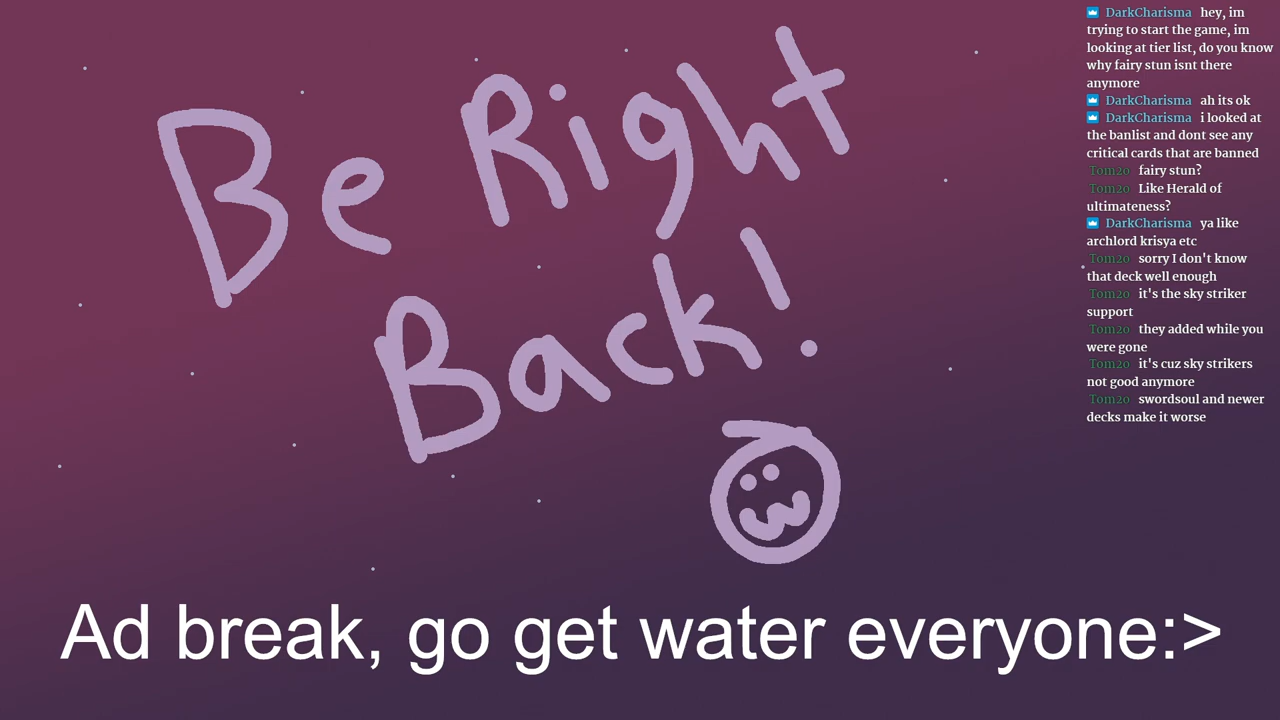 Be Right
Back!
Ad break, go get water everyone:>
DarkCharisma hey, im
trying to start the game, im
looking at tier list, do you know
why fairy stun isnt there
anymore
DarkCharisma ah its ok
DarkCharisma i looked at
the banlist and dont see any
critical cards that are banned
Tom20 fairy stun?
Tom20 Like Herald of
ultimateness?
DarkCharisma ya like
archlord krisya etc
Tom20 sorry I don't know
that deck well enough
Tom20 it's the sky striker
support
Tom20 they added while you
were gone
Tom20 it's cuz sky strikers
not good anymore
Tom20 swordsoul and newer
decks make it worse